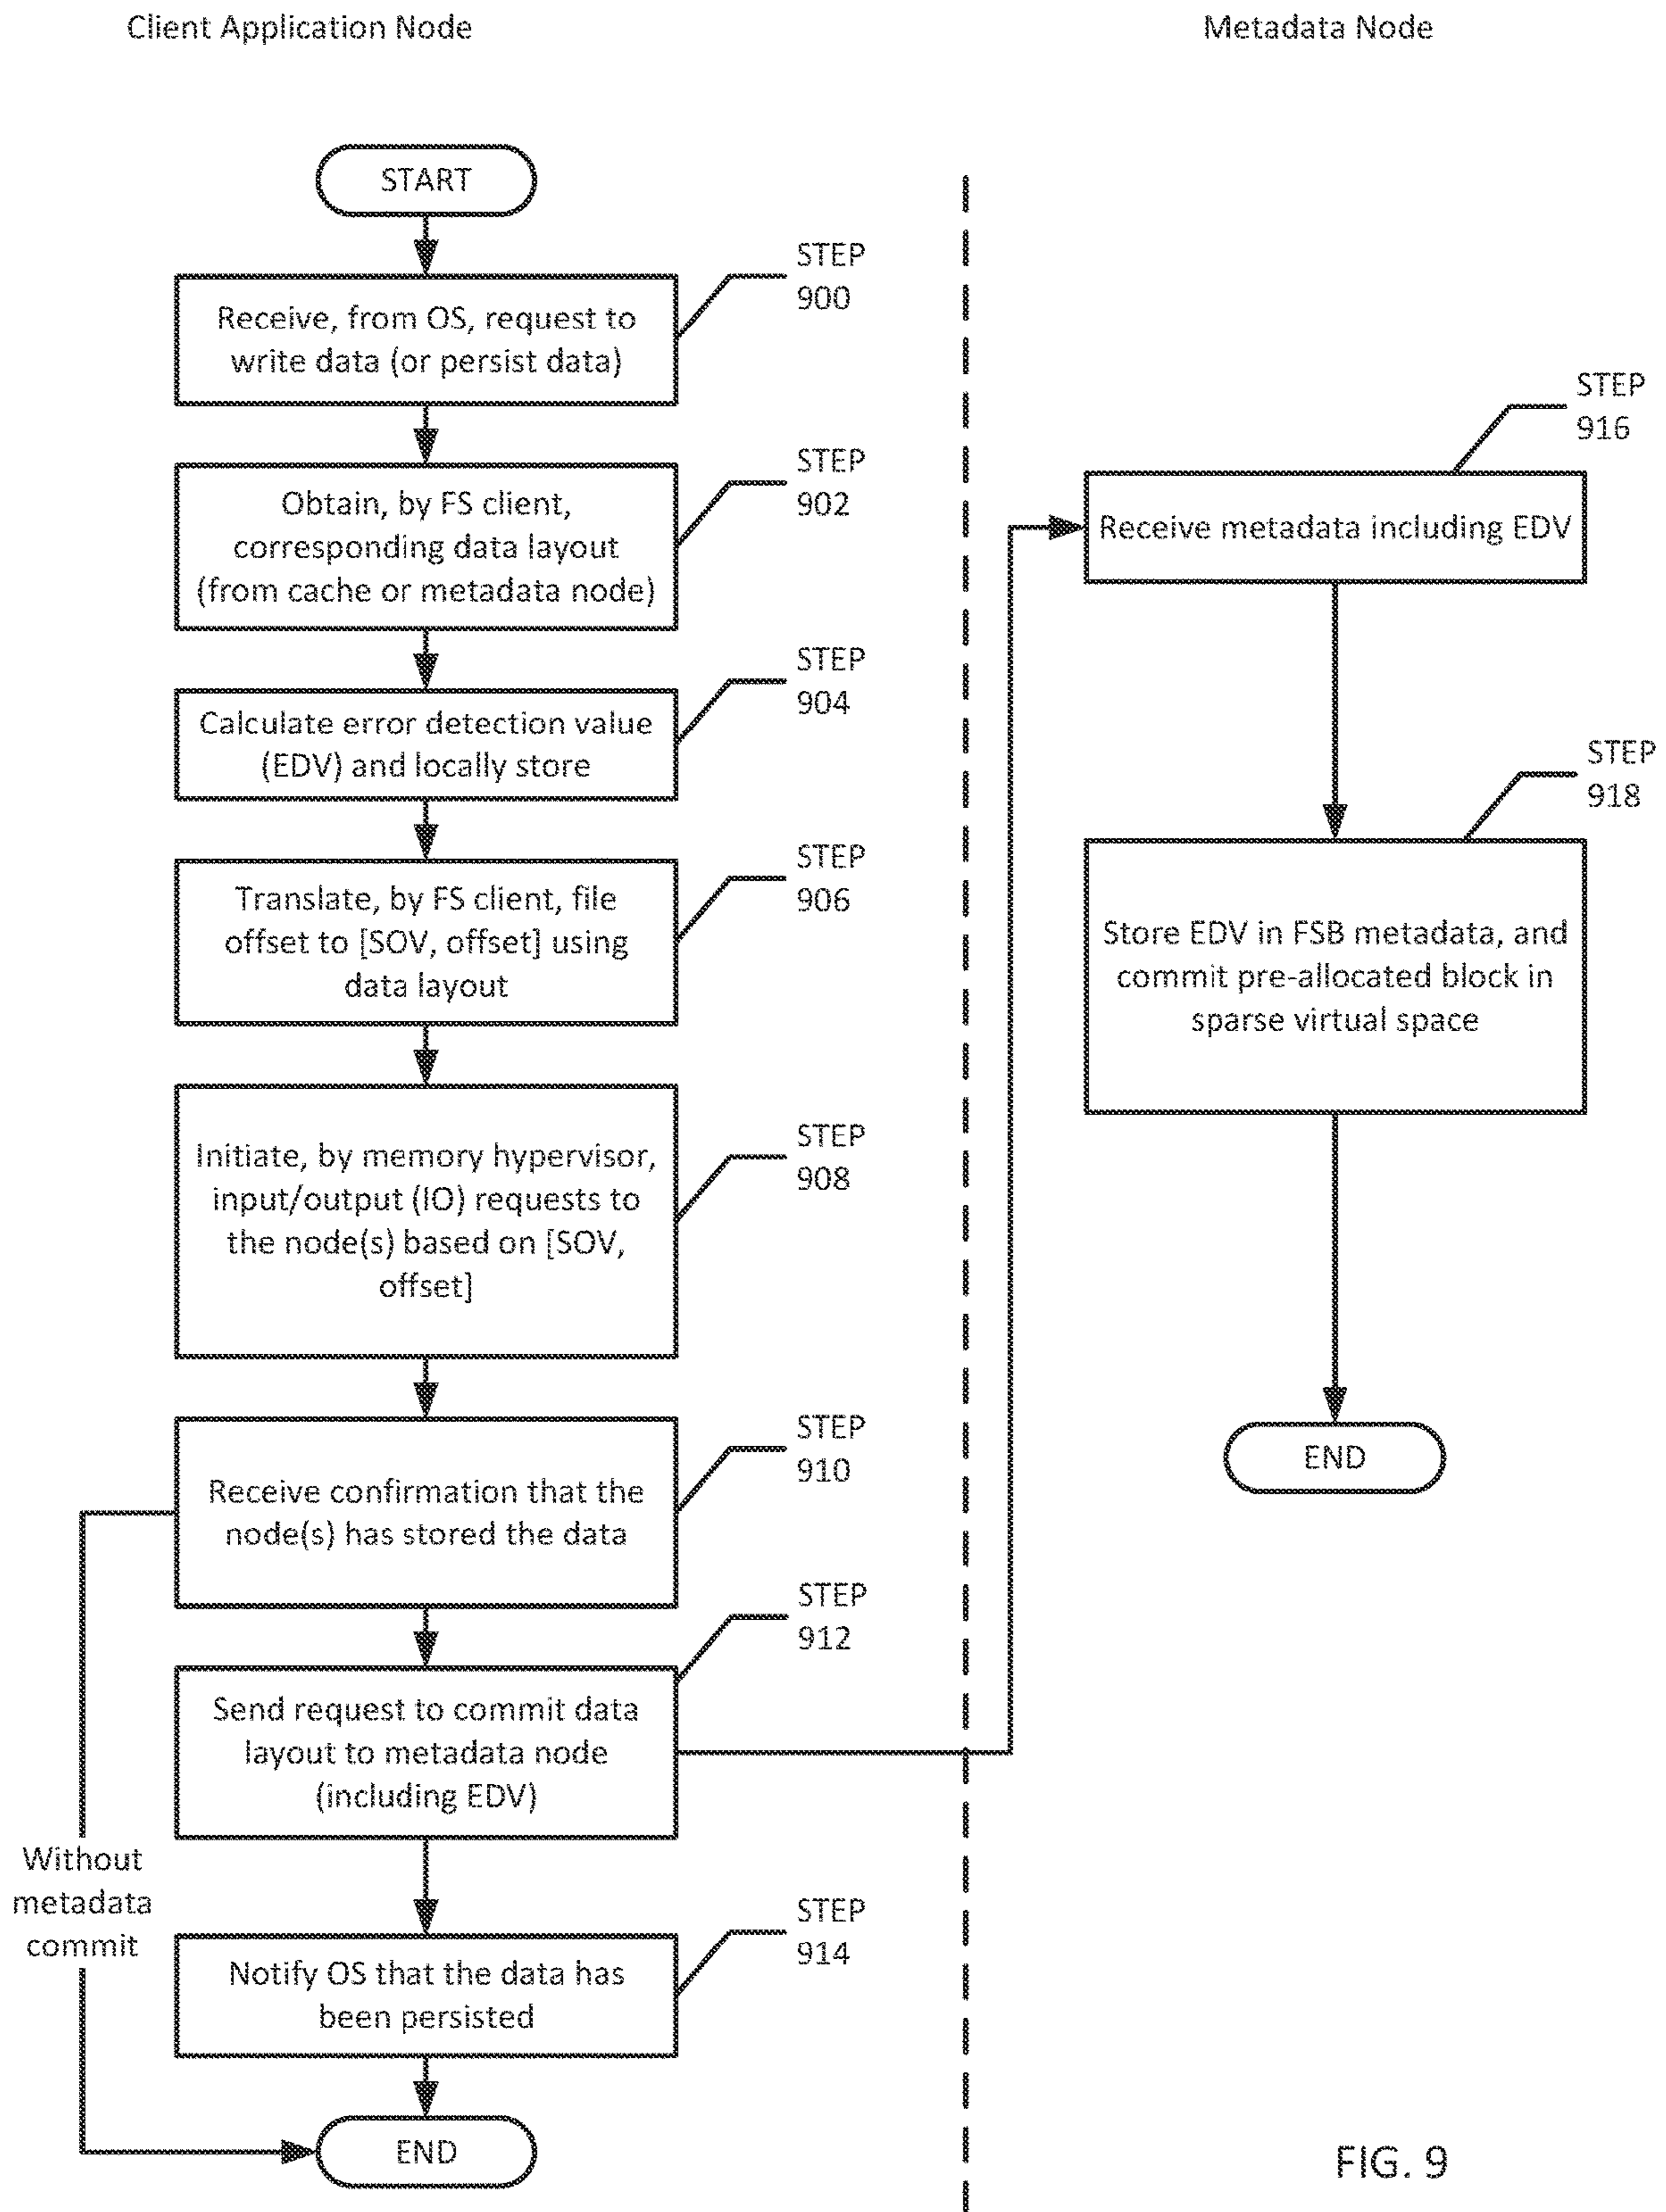 Client Application Node
Metadata Node
START
STEP
900
Receive, from OS, request to
write data (or persist data)
STEP
902
Obtain, by FS client,
corresponding data layout
(from cache or metadata node)
STEP
904
Calculate error detection value
(EDV) and locally store
STEP
906
Translate, by FS client, file
offset to [SOV, offset] using
data layout
STEP
908
Initiate, by memory hypervisor,
input/output (IO) requests to
the node(s) based on [SOV,
offset]
STEP
910
Receive confirmation that the
node(s) has stored the data
STEP
912
Send request to commit data
layout to metadata node
(including EDV)
Without
metadata
commit
STEP
914
Notify OS that the data has
been persisted
END
STEP
916
Receive metadata including EDV
STEP
918
Store EDV in FSB metadata, and
commit pre-allocated block in
sparse virtual space
END
FIG. 9